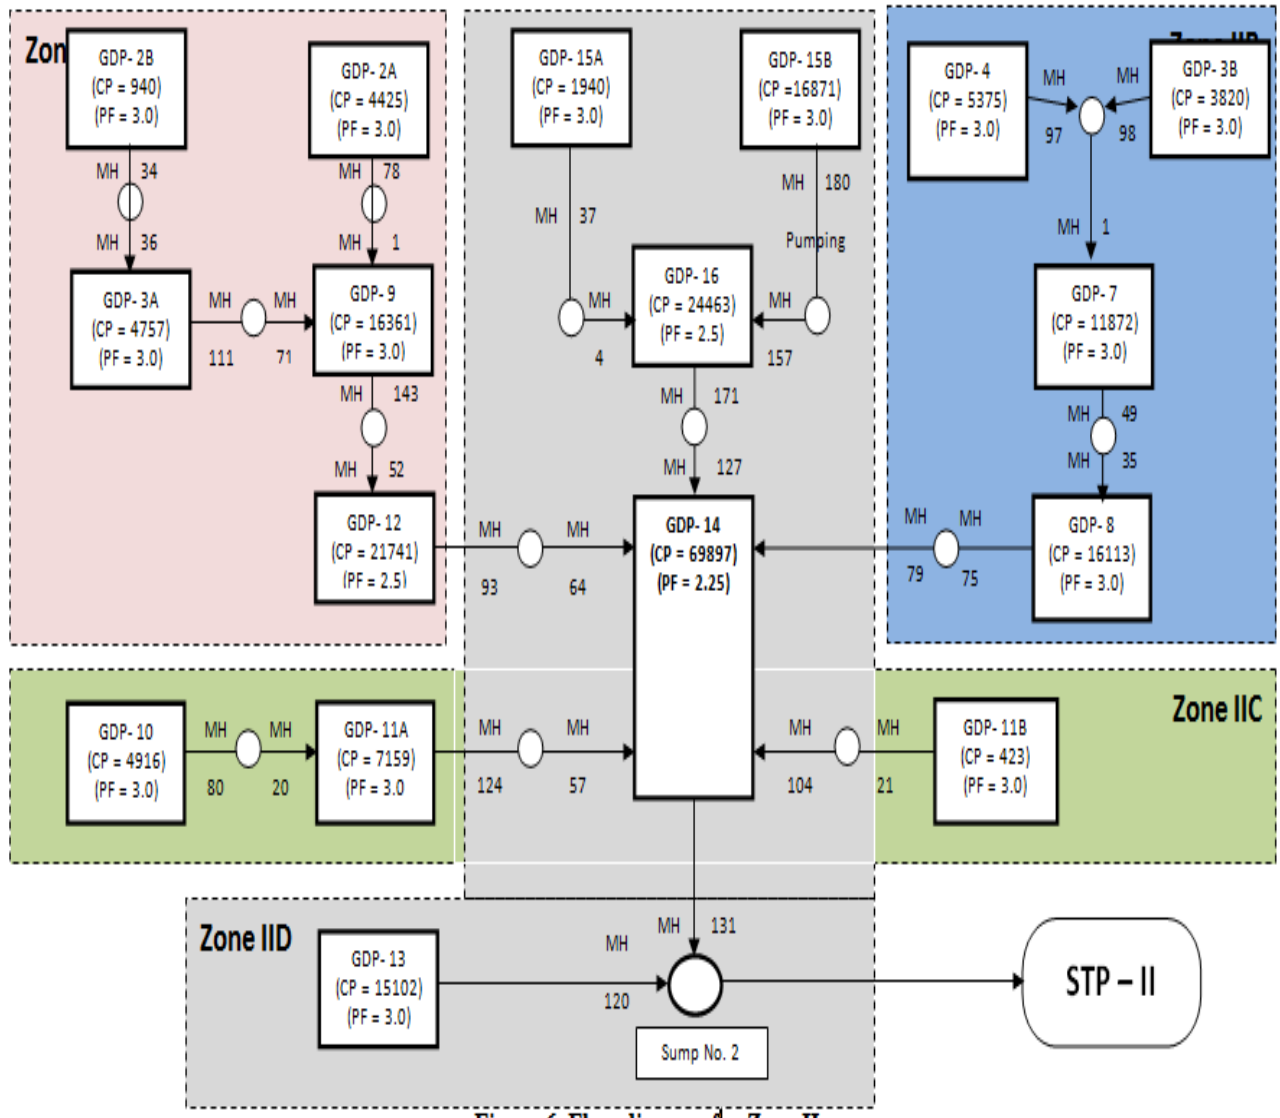 Zon
GDP- 2B
(CP = 940)
(PF = 3.0)
GDP- 2A
(CP = 4425)
(PF = 3.0)
MH 34
MH 78
MH 36
MH 1
GDP- 3A
(CP = 4757)
(PF = 3.0)
MH MH
111 71
GDP- 9
(CP = 16361)
(PF = 3.0)
MH 143
MH 52
GDP- 12
(CP = 21741)
(PF = 2.5)
MH MH
93 64
GDP- 15A
(CP = 1940)
(PF = 3.0)
GDP- 15B
(CP =16871)
(PF = 3.0)
MH 37
MH 180
Pumping
MH
4
GDP- 16
(CP = 24463)
(PF = 2.5)
MH
157
MH 171
MH 127
GDP- 14
(CP = 69897)
(PF = 2.25)
GDP- 4
(CP = 5375)
(PF = 3.0)
MH
97
MH
98
GDP- 3B
(CP = 3820)
(PF = 3.0)
MH 1
GDP- 7
(CP = 11872)
(PF = 3.0)
MH 49
MH 35
GDP- 8
(CP = 16113)
(PF = 3.0)
MH MH
79 75
GDP- 10
(CP = 4916)
(PF = 3.0)
MH MH
80 20
GDP- 11A
(CP = 7159)
(PF = 3.0
MH MH
124 57
MH MH
104 21
GDP- 11B
(CP = 423)
(PF = 3.0)
Zone IIC
Zone IID
GDP- 13
(CP = 15102)
(PF = 3.0)
MH
120
MH 131
Sump No. 2
STP – II